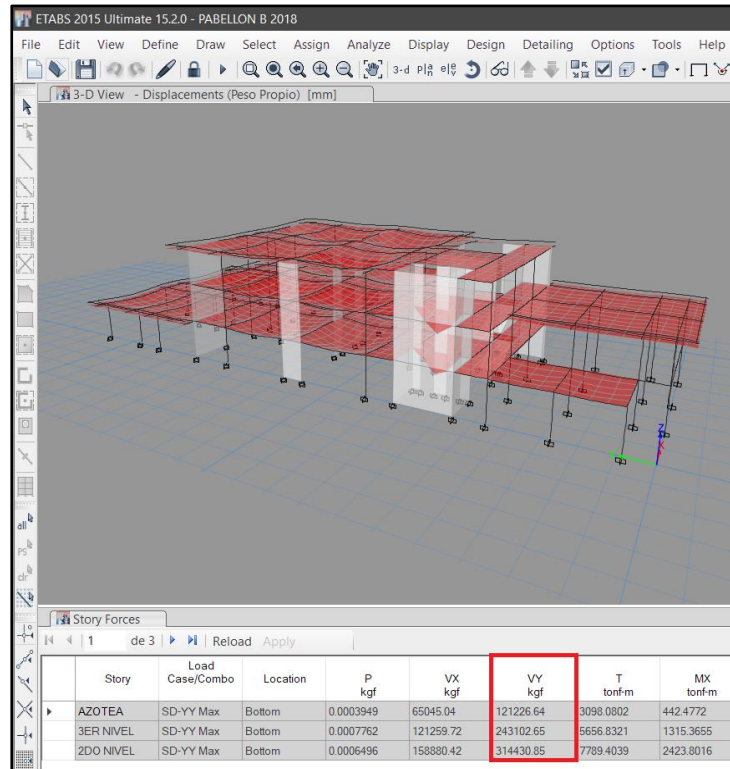 ETABS 2015 Ultimate 15.2.0 - PABELLON B 2018
File Edit View Define Draw Select Assign Analyze Display Design Detailing Options Tools Help
3-d
3-D View - Displacements (Peso Propio) [mm]
all
ps
clr
Z
X
Story Forces
1 de 3 Reload Apply
Story Load Case/Combo Location P kgf VX kgf VY kgf T tonf-m MX tonf-m
AZOTEA SD-YY Max Bottom 0.0003949 65045.04 121226.64 3098.0802 442.4772
3ER NIVEL SD-YY Max Bottom 0.0007762 121259.72 243102.65 5656.8321 1315.3655
2DO NIVEL SD-YY Max Bottom 0.0006496 158880.42 314430.85 7789.4039 2423.8016